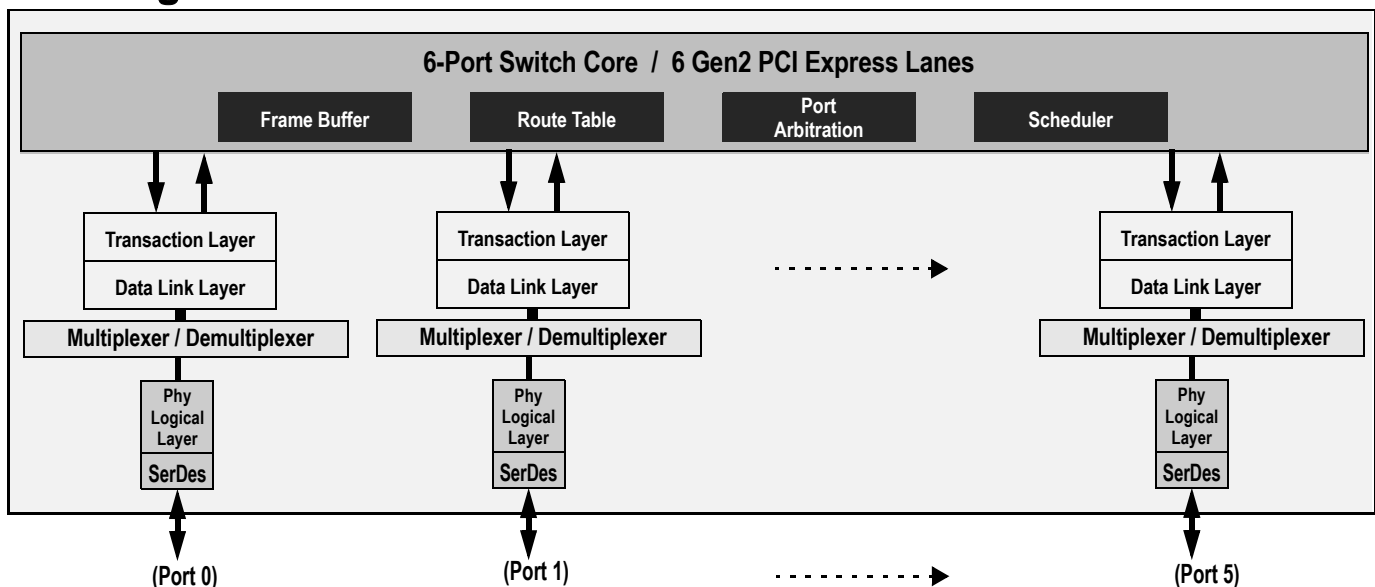 6-Port Switch Core / 6 Gen2 PCI Express Lanes
Frame Buffer
Route Table
Port
Arbitration
Scheduler
Transaction Layer
Data Link Layer
Multiplexer / Demultiplexer
Phy
Logical
Layer
SerDes
(Port 0)
Transaction Layer
Data Link Layer
Multiplexer / Demultiplexer
Phy
Logical
Layer
SerDes
(Port 1)
Transaction Layer
Data Link Layer
Multiplexer / Demultiplexer
Phy
Logical
Layer
SerDes
(Port 5)